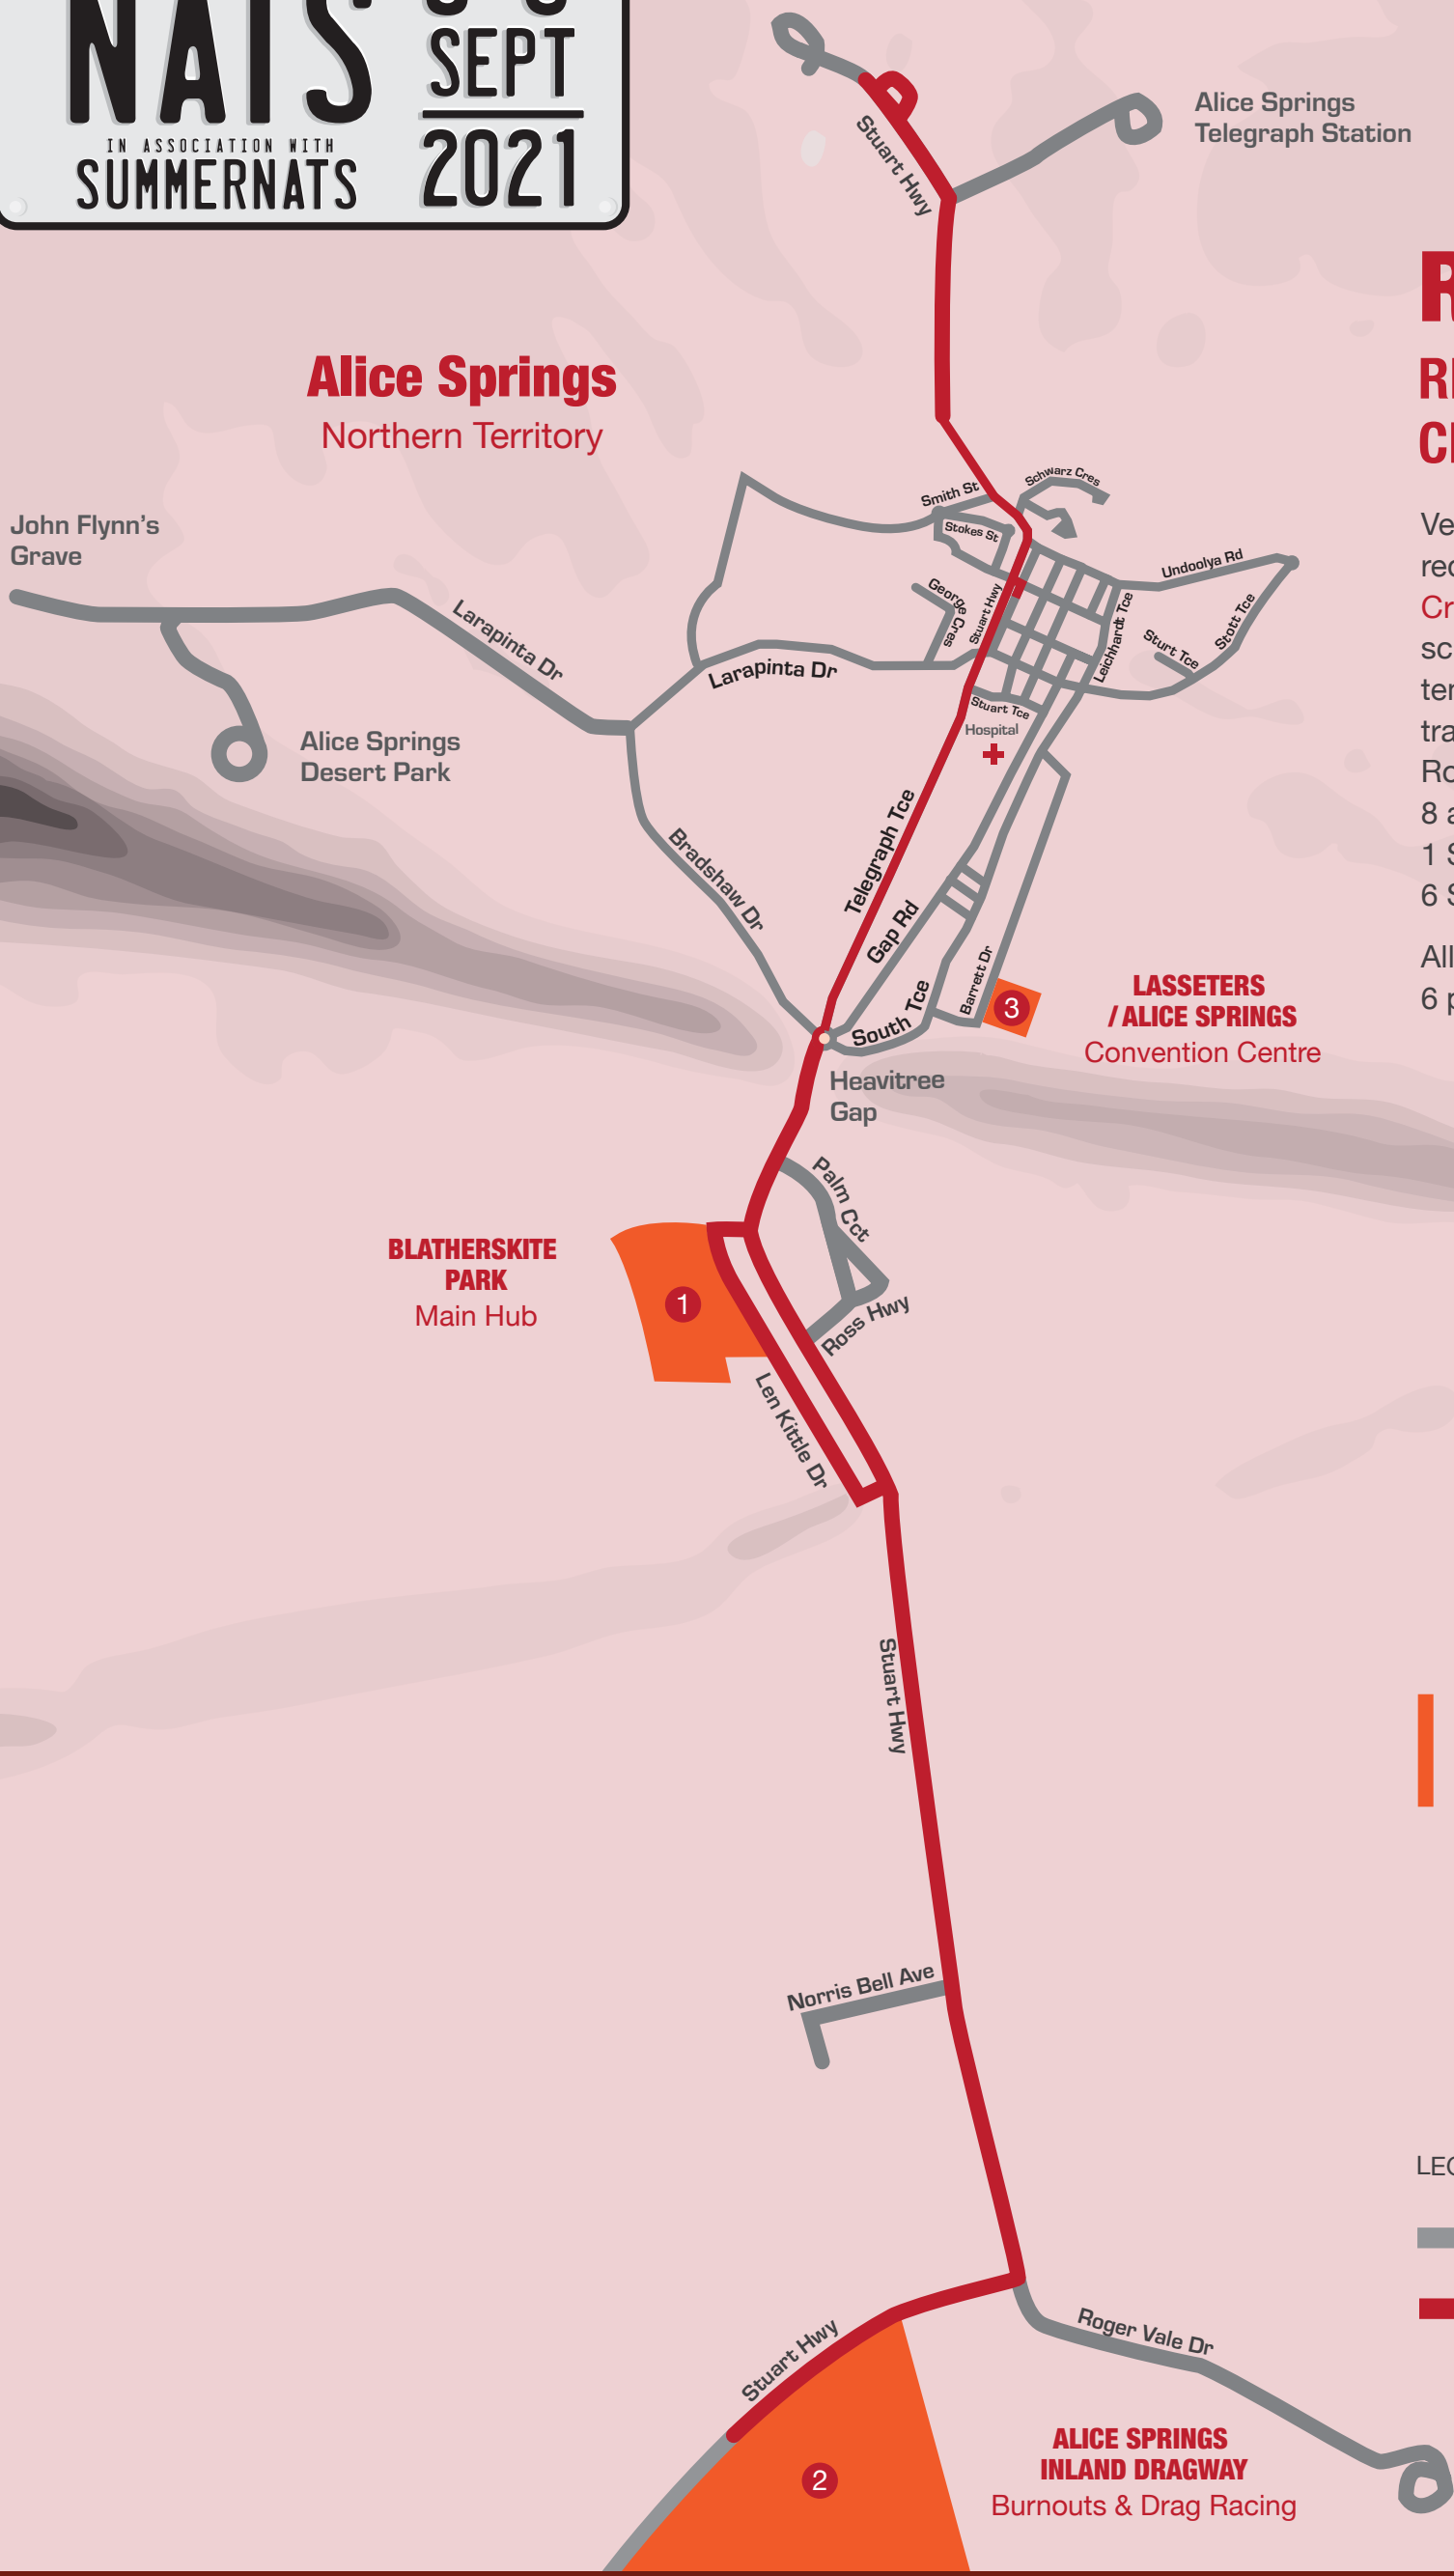 NATS
SEPT
2021
IN ASSOCIATION WITH
SUMMERNATS
Alice Springs
Telegraph Station
Stuart Hwy
Alice Springs
Northern Territory
John Flynn's
Grave
Larapinta Dr
Alice Springs
Desert Park
Smith St
Schwarz Cres
Stokes St
George Cres
Stuart Hwy
Undoolya Rd
Leichhardt Tce
Sturt Tce
Stott Tce
Larapinta Dr
Stuart Tce
Hospital
Bradshaw Dr
Telegraph Tce
Gap Rd
South Tce
Barrett Dr
3
LASSETERS
/ ALICE SPRINGS
Convention Centre
Heavitree
Gap
Palm Cct
BLATHERSKITE
PARK
Main Hub
1
Ross Hwy
Len Kittle Dr
Stuart Hwy
Norris Bell Ave
Stuart Hwy
Roger Vale Dr
2
ALICE SPRINGS
INLAND DRAGWAY
Burnouts & Drag Racing
8 a
1 S
6 S
All
6 p